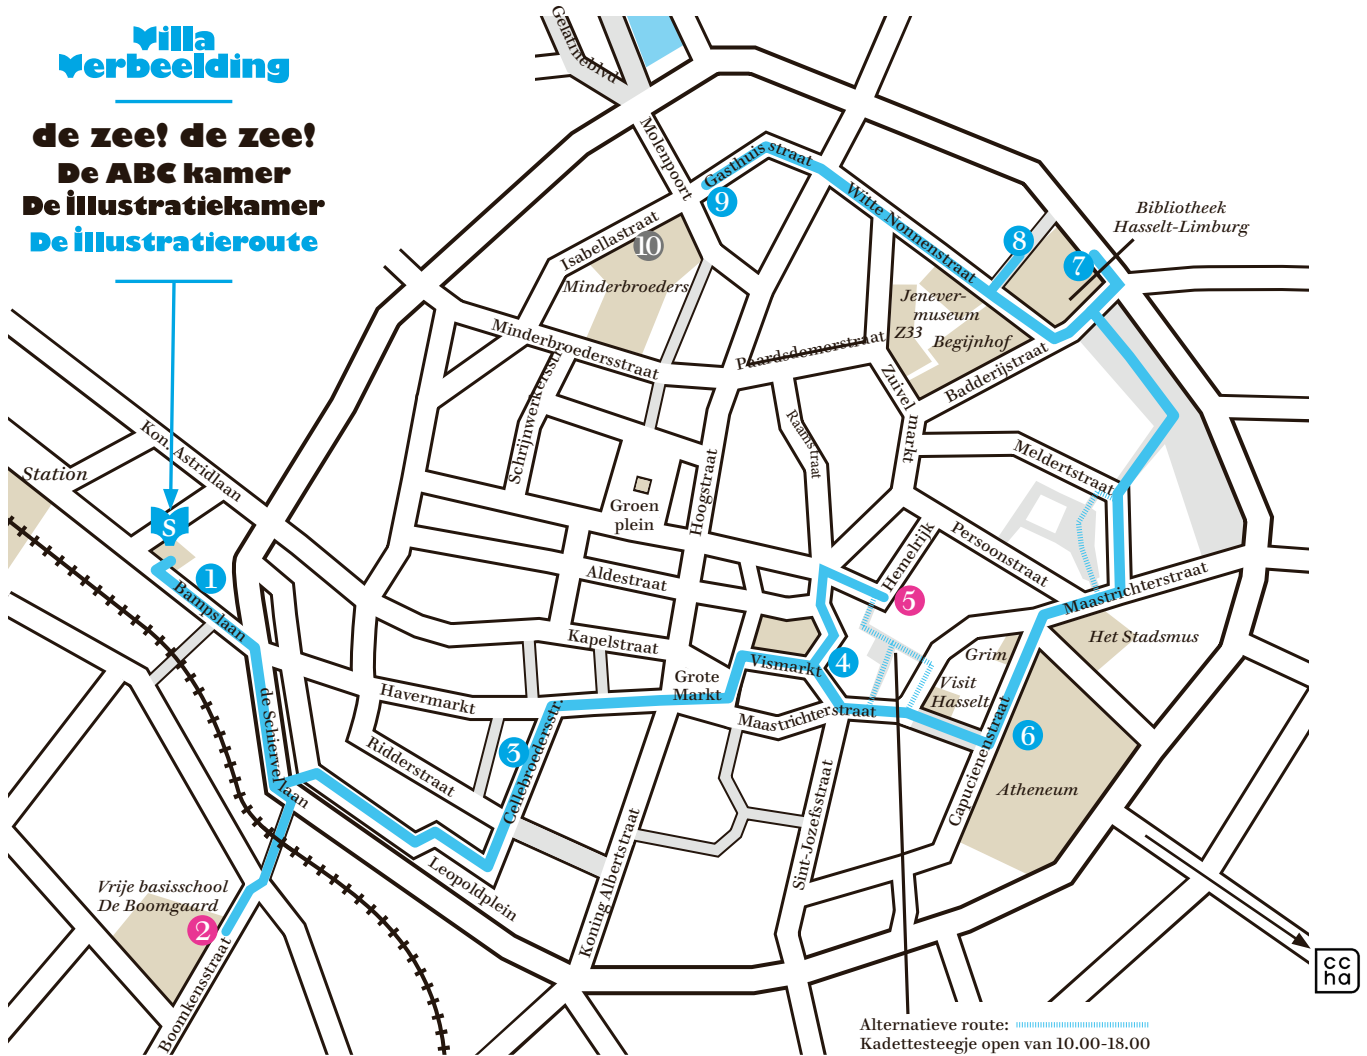 Villa
Verbeelding
de zee! de zee!
De ABC kamer
De illustratiekamer
De illustratieroute
Gelatineblvd
Molenpoort
Gasthuisstraat
9
Witte Nonnenstraat
8
7
Bibliotheek
Hasselt-Limburg
Isabellastraat
10
Minderbroeders
Jenever-
museum
Z33
Begijnhof
Minderbroedersstraat
Paardsdemerstraat
Badderijstraat
Zuivelmarkt
Schrijnwerkersstr.
Raamstraat
Hoogstraat
Meldertstraat
Kon. Astridlaan
Station
S
Groen
plein
Persoonstraat
Hemelrijk
5
1
Bampslaan
Aldestraat
Maastrichterstraat
Kapelstraat
Het Stadsmus
Grim
Vismarkt
4
Grote
Markt
Visit
Hasselt
Havermarkt
Maastrichterstraat
de Schiervellaan
Ridderstraat
3
Cellebroedersstr.
6
Capucienenstraat
Atheneum
Sint-Jozefsstraat
Koning Albertstraat
Leopoldplein
Vrije basisschool
De Boomgaard
2
Boomkensstraat
cc
ha
Alternatieve route:
Kadettesteegje open van 10.00-18.00